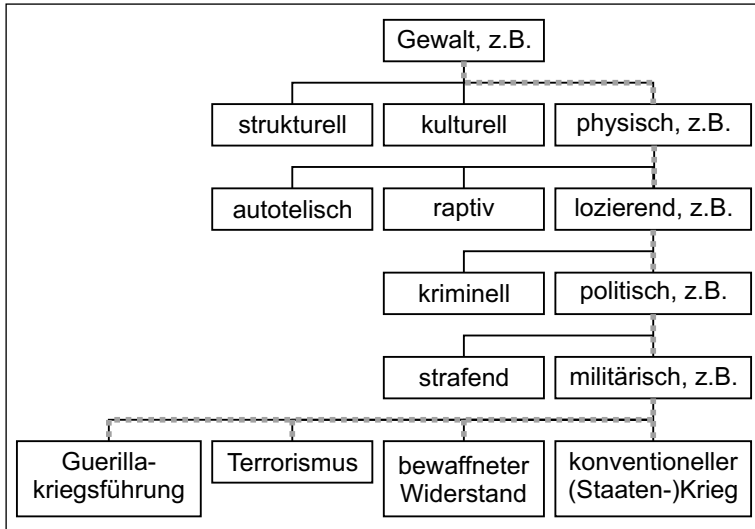 Gewalt, z.B.
strukturell
kulturell
physisch, z.B.
autotelisch
raptiv
lozierend, z.B.
kriminell
politisch, z.B.
strafend
militärisch, z.B.
Guerilla-
kriegsführung
Terrorismus
bewaffneter
Widerstand
konventioneller
(Staaten-)Krieg